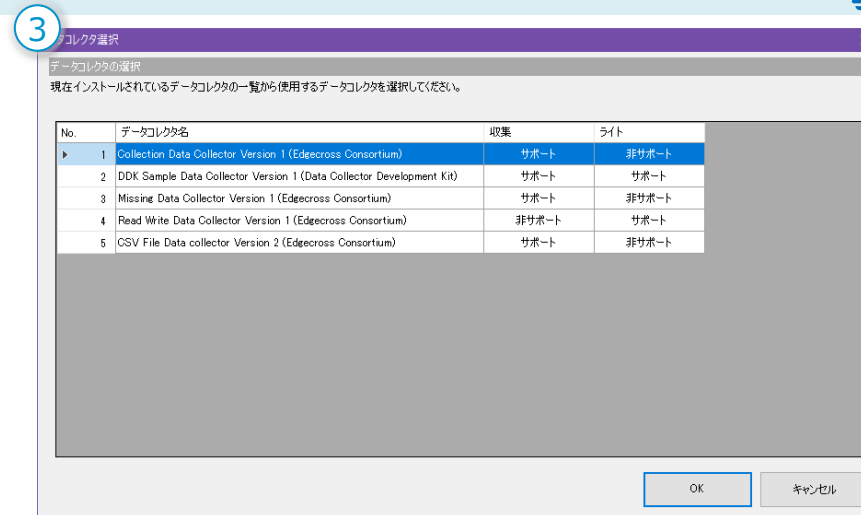 3
タコレクタ選択
データコレクタの選択
現在インストールされているデータコレクタの一覧から使用するデータコレクタを選択してください。
No. データコレクタ名 収集 ライト
1 Collection Data Collector Version 1 (Edgecross Consortium) サポート 非サポート
2 DDK Sample Data Collector Version 1 (Data Collector Development Kit) サポート サポート
3 Missing Data Collector Version 1 (Edgecross Consortium) サポート 非サポート
4 Read Write Data Collector Version 1 (Edgecross Consortium) 非サポート サポート
5 CSV File Data collector Version 2 (Edgecross Consortium) サポート 非サポート
OK キャンセル